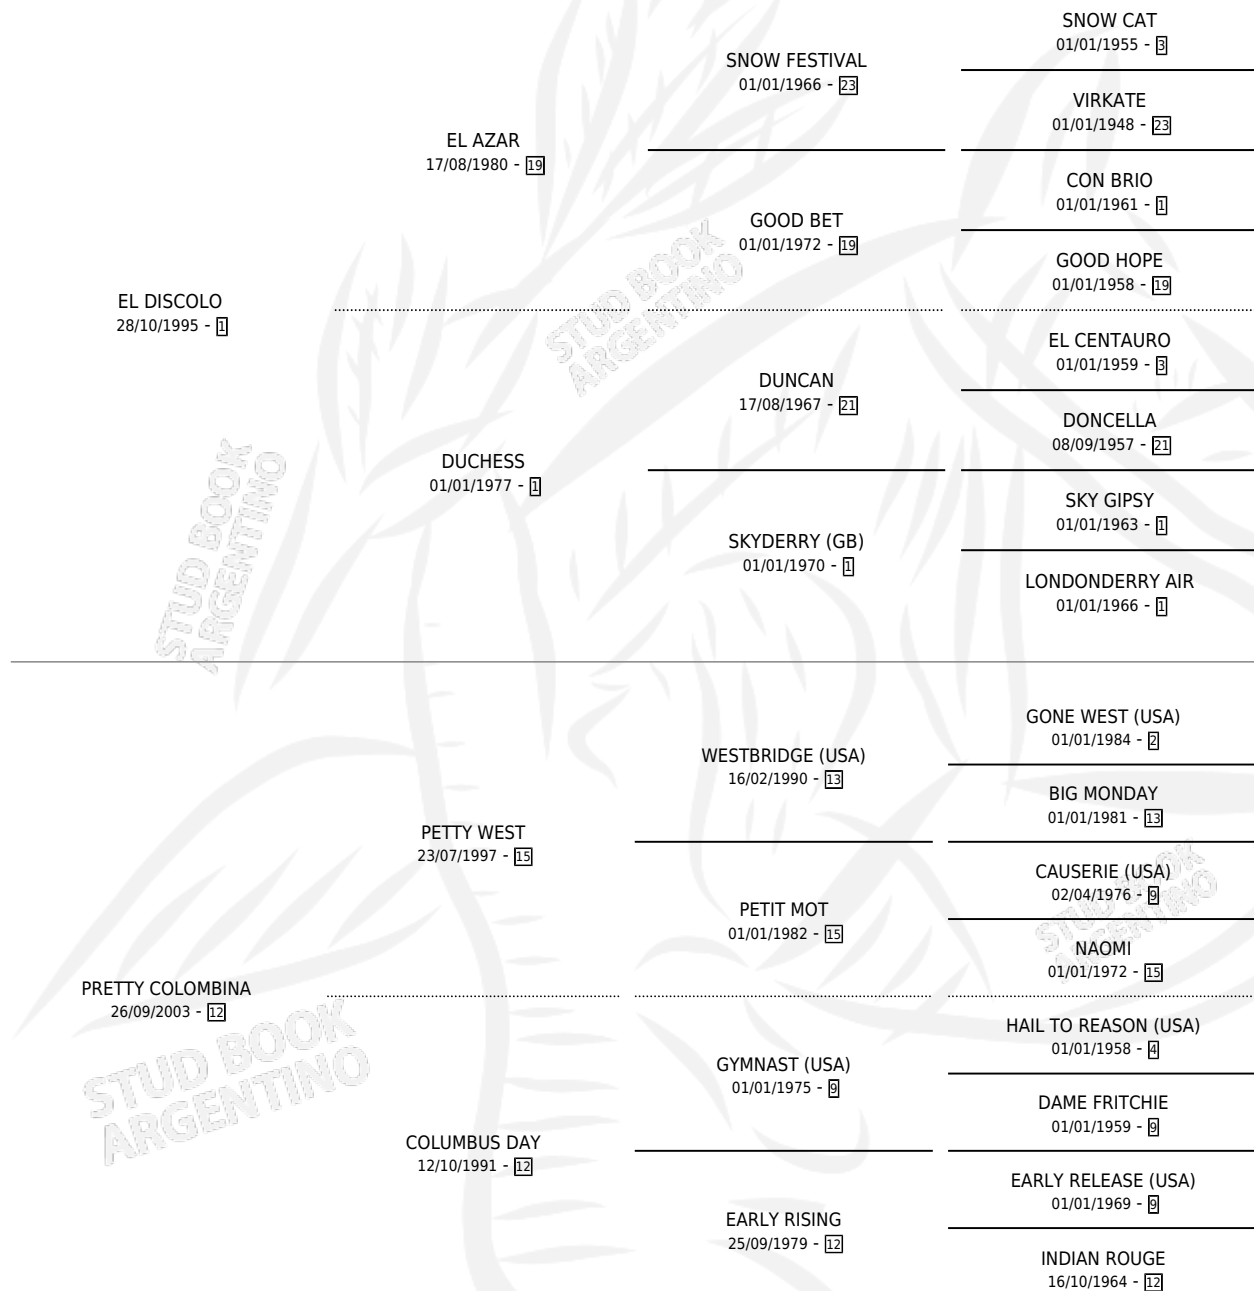 SNOW CAT
01/01/1955 - 3
SNOW FESTIVAL
01/01/1966 - 23
VIRKATE
01/01/1948 - 23
EL AZAR
17/08/1980 - 19
CON BRIO
01/01/1961 - 1
GOOD BET
01/01/1972 - 19
GOOD HOPE
01/01/1958 - 19
EL DISCOLO
28/10/1995 - 1
EL CENTAURO
01/01/1959 - 3
DUNCAN
17/08/1967 - 21
DONCELLA
08/09/1957 - 21
DUCHESS
01/01/1977 - 1
SKY GIPSY
01/01/1963 - 1
SKYDERRY (GB)
01/01/1970 - 1
LONDONDERRY AIR
01/01/1966 - 1
GONE WEST (USA)
01/01/1984 - 2
WESTBRIDGE (USA)
16/02/1990 - 13
BIG MONDAY
01/01/1981 - 13
PETTY WEST
23/07/1997 - 15
CAUSERIE (USA)
02/04/1976 - 9
PETIT MOT
01/01/1982 - 15
NAOMI
01/01/1972 - 15
PRETTY COLOMBINA
26/09/2003 - 12
HAIL TO REASON (USA)
01/01/1958 - 4
GYMNAST (USA)
01/01/1975 - 9
DAME FRITCHIE
01/01/1959 - 9
COLUMBUS DAY
12/10/1991 - 12
EARLY RELEASE (USA)
01/01/1969 - 9
EARLY RISING
25/09/1979 - 12
INDIAN ROUGE
16/10/1964 - 12
STUD BOOK
ARGENTINO
STUD BOOK
ARGENTINO
STUD BOOK
ARGENTINO
STUD BOOK
ARGENTINO